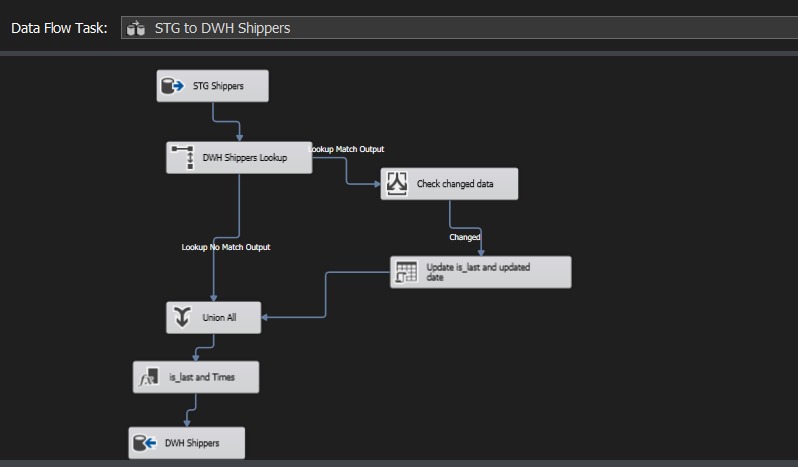 Data Flow Task: STG to DWH Shippers
STG Shippers
DWH Shippers Lookup
Lookup Match Output
Check changed data
Changed
Lookup No Match Output
Update is_last and updated
date
Union All
is_last and Times
DWH Shippers